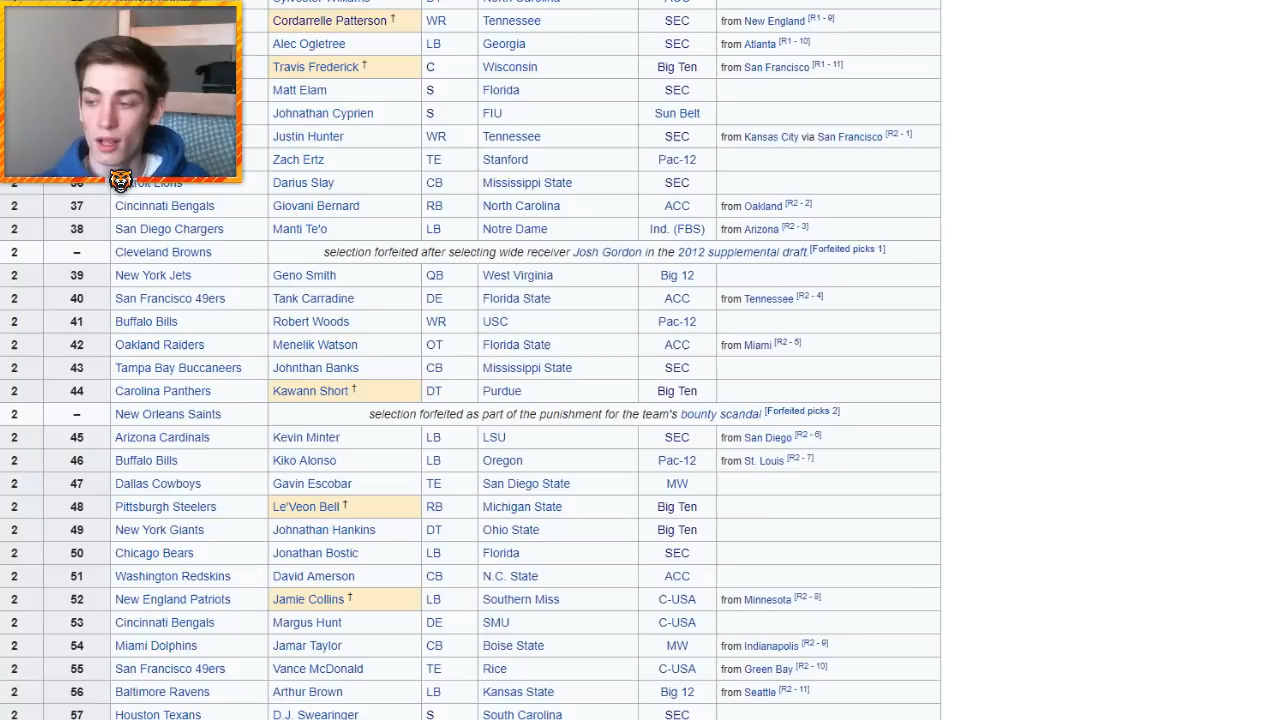 Cordarrelle Patterson † WR Tennessee SEC from New England [R1 - 9]
Alec Ogletree LB Georgia SEC from Atlanta [R1 - 10]
Travis Frederick † C Wisconsin Big Ten from San Francisco [R1 - 11]
Matt Elam S Florida SEC
Johnathan Cyprien S FIU Sun Belt
Justin Hunter WR Tennessee SEC from Kansas City via San Francisco [R2 - 1]
Zach Ertz TE Stanford Pac-12
Darius Slay CB Mississippi State SEC
2 37 Cincinnati Bengals Giovani Bernard RB North Carolina ACC from Oakland [R2 - 2]
2 38 San Diego Chargers Manti Te'o LB Notre Dame Ind. (FBS) from Arizona [R2 - 3]
2 – Cleveland Browns selection forfeited after selecting wide receiver Josh Gordon in the 2012 supplemental draft.[Forfeited picks 1]
2 39 New York Jets Geno Smith QB West Virginia Big 12
2 40 San Francisco 49ers Tank Carradine DE Florida State ACC from Tennessee [R2 - 4]
2 41 Buffalo Bills Robert Woods WR USC Pac-12
2 42 Oakland Raiders Menelik Watson OT Florida State ACC from Miami [R2 - 5]
2 43 Tampa Bay Buccaneers Johnthan Banks CB Mississippi State SEC
2 44 Carolina Panthers Kawann Short † DT Purdue Big Ten
2 – New Orleans Saints selection forfeited as part of the punishment for the team's bounty scandal [Forfeited picks 2]
2 45 Arizona Cardinals Kevin Minter LB LSU SEC from San Diego [R2 - 6]
2 46 Buffalo Bills Kiko Alonso LB Oregon Pac-12 from St. Louis [R2 - 7]
2 47 Dallas Cowboys Gavin Escobar TE San Diego State MW
2 48 Pittsburgh Steelers Le'Veon Bell † RB Michigan State Big Ten
2 49 New York Giants Johnathan Hankins DT Ohio State Big Ten
2 50 Chicago Bears Jonathan Bostic LB Florida SEC
2 51 Washington Redskins David Amerson CB N.C. State ACC
2 52 New England Patriots Jamie Collins † LB Southern Miss C-USA from Minnesota [R2 - 8]
2 53 Cincinnati Bengals Margus Hunt DE SMU C-USA
2 54 Miami Dolphins Jamar Taylor CB Boise State MW from Indianapolis [R2 - 9]
2 55 San Francisco 49ers Vance McDonald TE Rice C-USA from Green Bay [R2 - 10]
2 56 Baltimore Ravens Arthur Brown LB Kansas State Big 12 from Seattle [R2 - 11]
2 57 Houston Texans D.J. Swearinger S South Carolina SEC